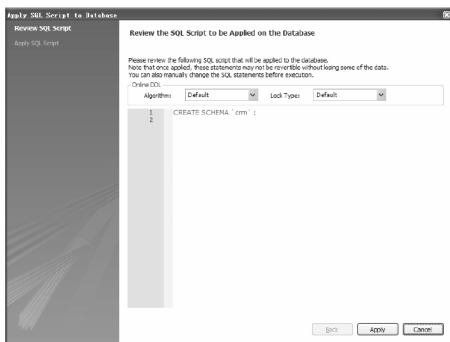 Apply SQL Script to Database
Review SQL Script
Apply SQL Script
Review the SQL Script to be Applied on the Database
Please review the following SQL script that will be applied to the database.
Note that once applied, these statements may not be revertible without losing some of the data.
You can also manually change the SQL statements before execution.
Online DDL
Algorithm: Default Lock Type: Default
1 CREATE SCHEMA `crm` ;
2
Back Apply Cancel